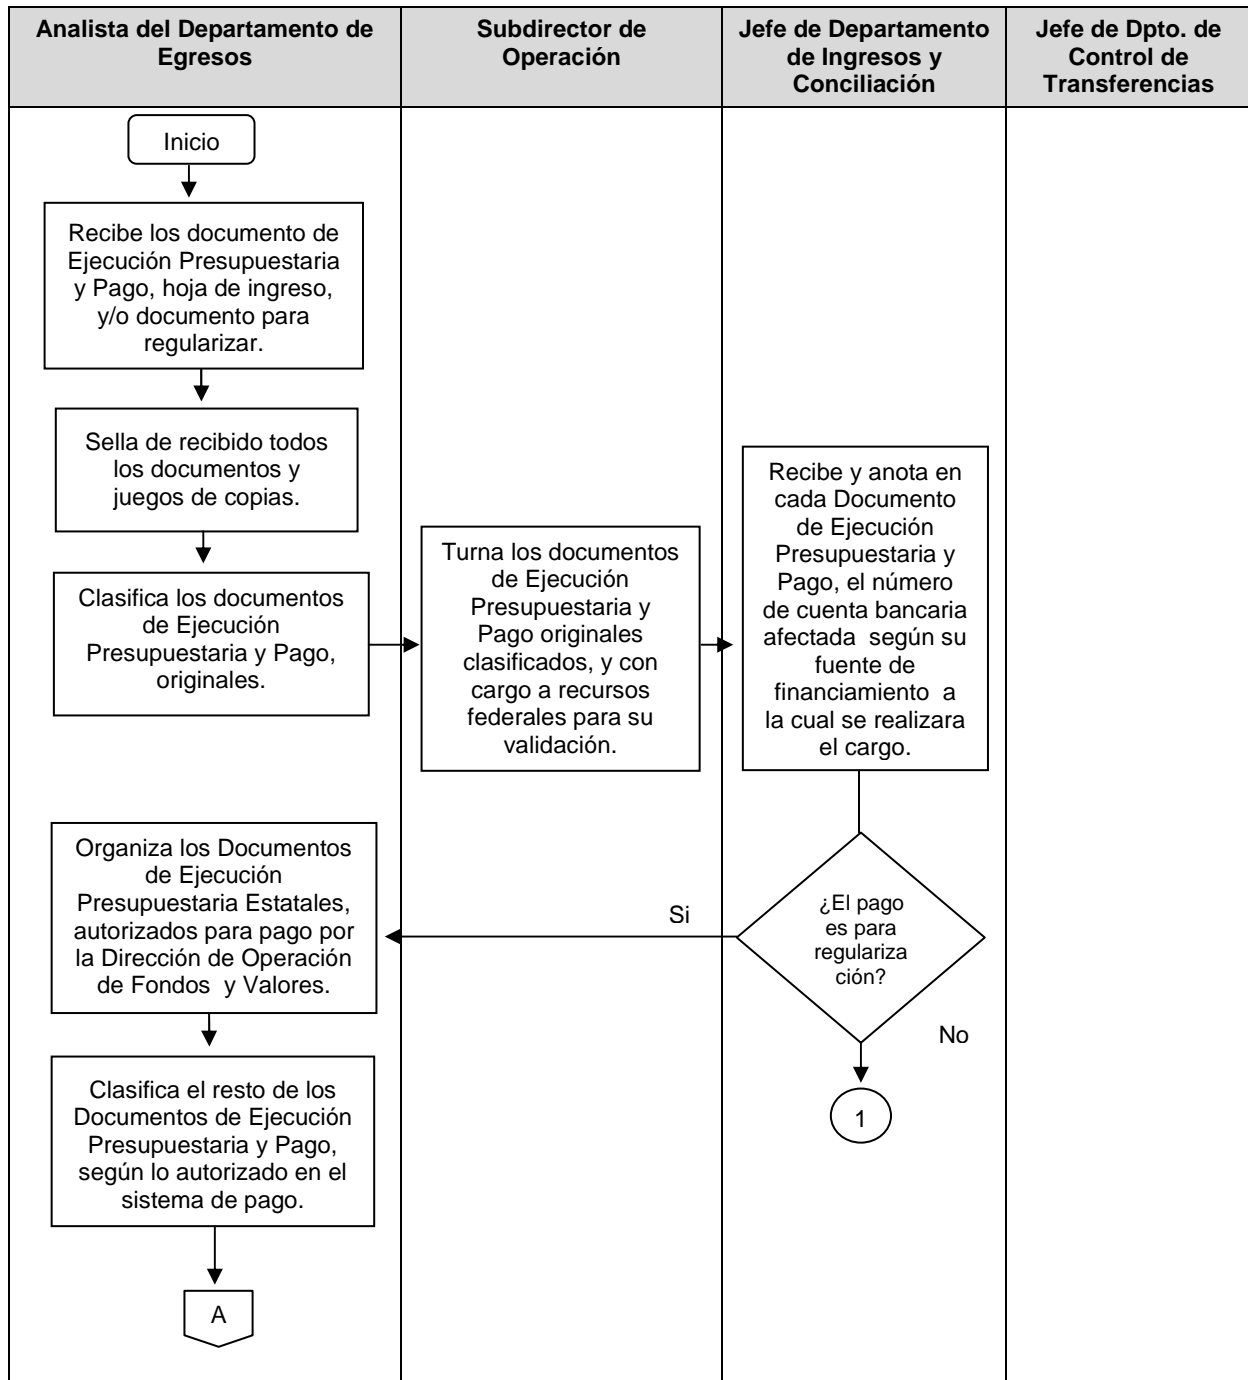 Analista del Departamento de
Egresos
Subdirector de
Operación
Jefe de Departamento
de Ingresos y
Conciliación
Jefe de Dpto. de
Control de
Transferencias
Inicio
Recibe los documento de
Ejecución Presupuestaria
y Pago, hoja de ingreso,
y/o documento para
regularizar.
Sella de recibido todos
los documentos y
juegos de copias.
Clasifica los documentos
de Ejecución
Presupuestaria y Pago,
originales.
Turna los documentos
de Ejecución
Presupuestaria y
Pago originales
clasificados, y con
cargo a recursos
federales para su
validación.
Recibe y anota en
cada Documento
de Ejecución
Presupuestaria y
Pago, el número
de cuenta bancaria
afectada  según su
fuente de
financiamiento  a
la cual se realizara
el cargo.
¿El pago
es para
regulariza
ción?
Si
No
1
Organiza los Documentos
de Ejecución
Presupuestaria Estatales,
autorizados para pago por
la Dirección de Operación
de Fondos  y Valores.
Clasifica el resto de los
Documentos de Ejecución
Presupuestaria y Pago,
según lo autorizado en el
sistema de pago.
A